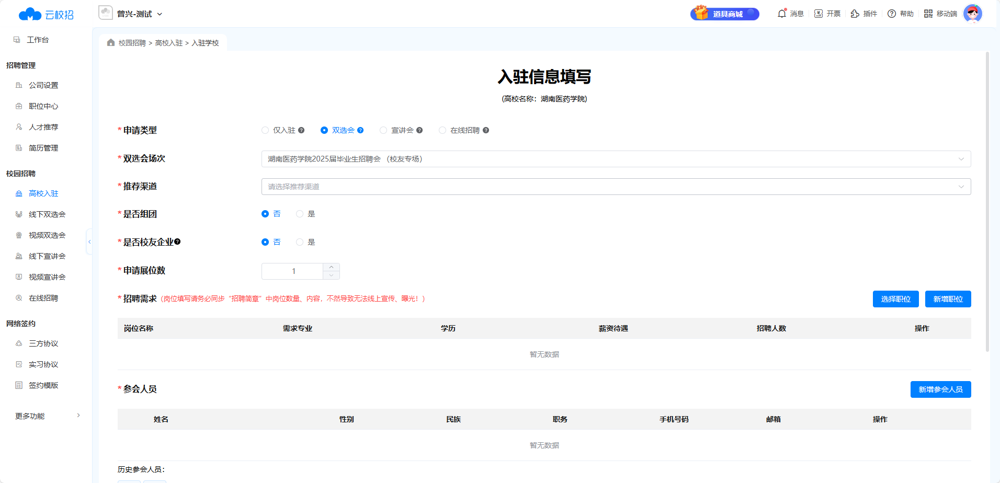 云校招
曾兴-测试
道具商城
消息
开票
插件
帮助
移动端
工作台
招聘管理
公司设置
职位中心
人才推荐
简历管理
校园招聘
高校入驻
线下双选会
视频双选会
线下宣讲会
视频宣讲会
在线招聘
网络签约
三方协议
实习协议
签约模版
更多功能
校园招聘 > 高校入驻 > 入驻学校
入驻信息填写
(高校名称：湖南医药学院)
* 申请类型
仅入驻 ?
双选会 ?
宣讲会 ?
在线招聘 ?
* 双选会场次
湖南医药学院2025届毕业生招聘会 （校友专场）
* 推荐渠道
请选择推荐渠道
* 是否组团
否
是
* 是否校友企业?
否
是
* 申请展位数
1
* 招聘需求（岗位填写请务必同步“招聘简章”中岗位数量、内容，不然导致无法线上宣传、曝光！）
选择职位
新增职位
岗位名称 需求专业 学历 薪资待遇 招聘人数 操作
暂无数据
* 参会人员
新增参会人员
姓名 性别 民族 职务 手机号码 邮箱 操作
暂无数据
历史参会人员：